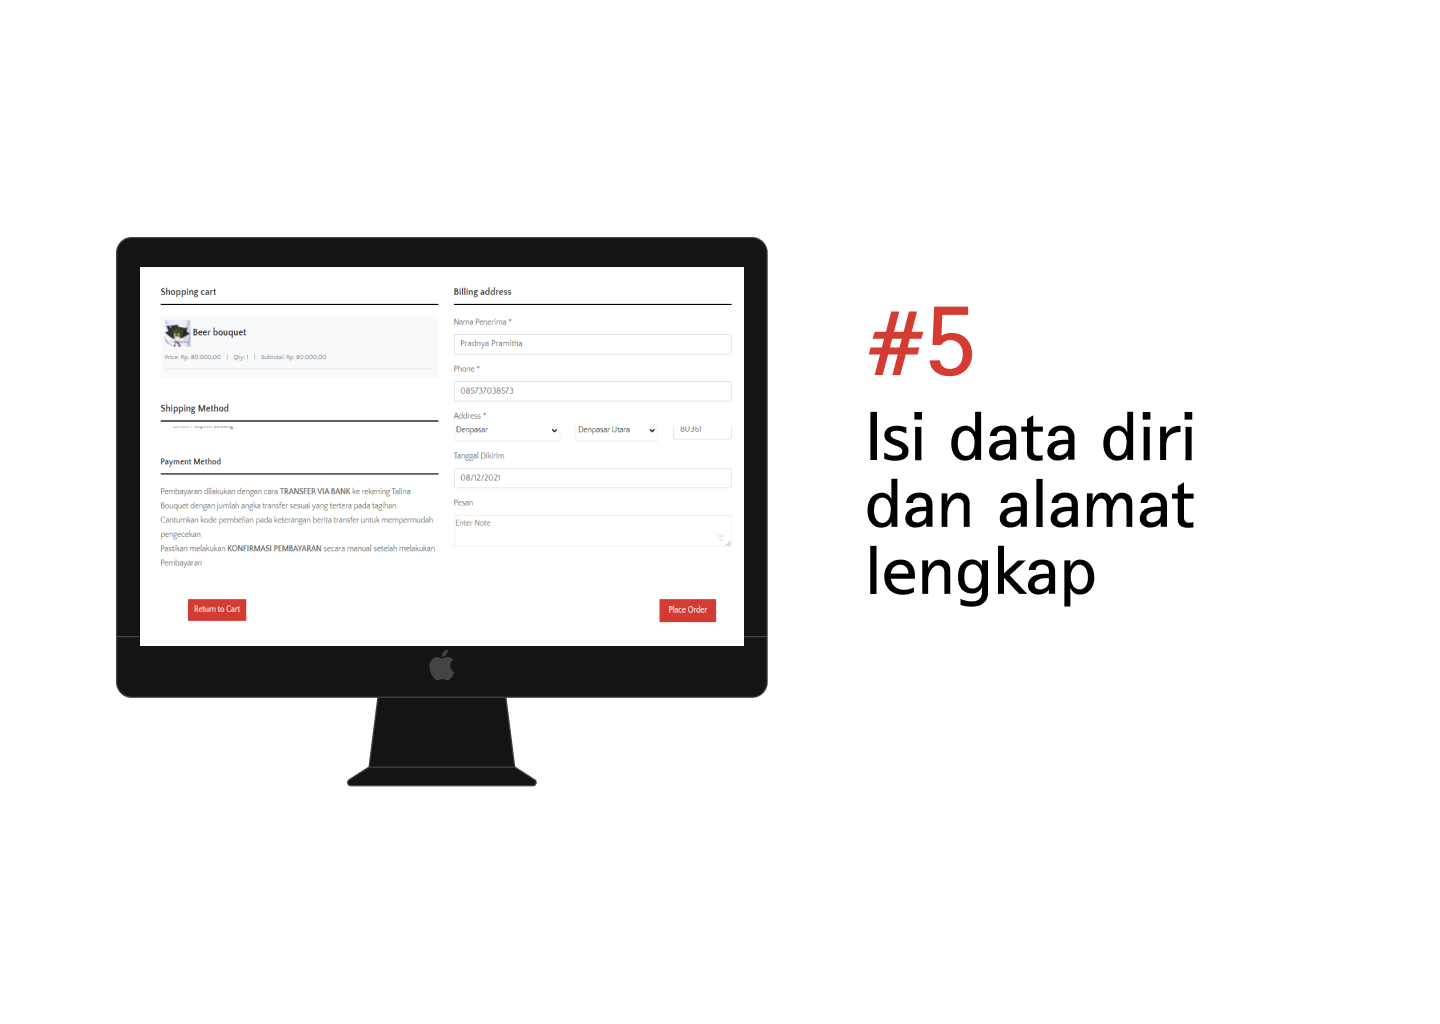 Shopping cart
Beer bouquet
Price: Rp. 80.000,00 | Qty: 1 | Subtotal: Rp. 80.000,00
Shipping Method
Payment Method
Pembayaran dilakukan dengan cara TRANSFER VIA BANK ke rekening Talina
Bouquet dengan jumlah angka transfer sesuai yang tertera pada tagihan
Cantumkan kode pembelian pada keterangan berita transfer untuk mempermudah
pengecekan
Pastikan melakukan KONFIRMASI PEMBAYARAN secara manual setelah melakukan
Pembayaran
Return to Cart
Billing address
Nama Penerima *
Pradnya Pramitha
Phone *
085737038573
Address *
Denpasar Denpasar Utara 80361
Tanggal Dikirim
08/12/2021
Pesan
Enter Note
Place Order
#5
Isi data diri
dan alamat
lengkap